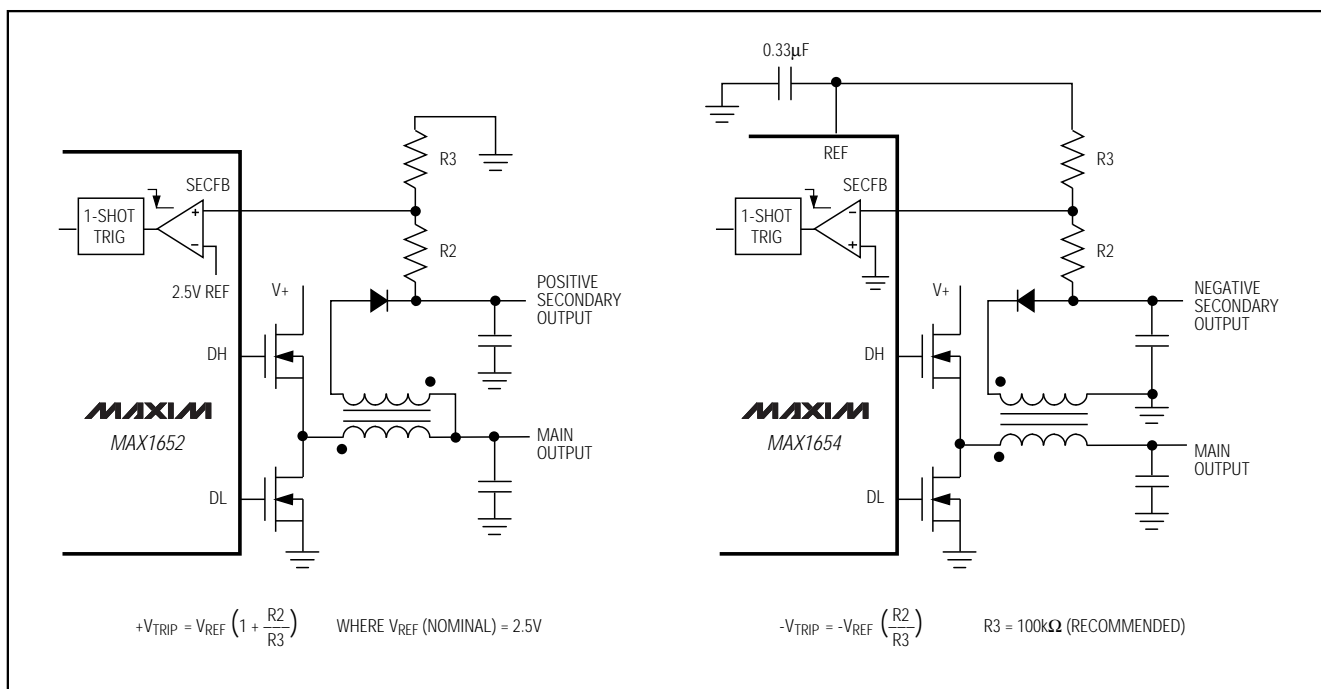 R3
SECFB
1-SHOT
TRIG
+
−
2.5V REF
R2
V+
POSITIVE
SECONDARY
OUTPUT
DH
MAXIM
MAX1652
MAIN
OUTPUT
DL
+VTRIP = VREF (1 + R2/R3) WHERE VREF (NOMINAL) = 2.5V
0.33μF
REF
R3
SECFB
1-SHOT
TRIG
−
+
R2
V+
NEGATIVE
SECONDARY
OUTPUT
DH
MAXIM
MAX1654
MAIN
OUTPUT
DL
-VTRIP = -VREF (R2/R3) R3 = 100kΩ (RECOMMENDED)